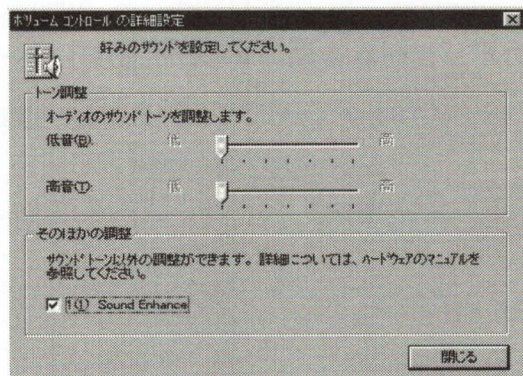 ボリューム コントロール の詳細設定
好みのサウンドを設定してください。
トーン調整
オーディオのサウンド トーンを調整します。
低音(B):
低
高
高音(T):
低
高
そのほかの調整
サウンド トーン以外の調整ができます。詳細については、ハードウェアのマニュアルを
参照してください。
1(1) Sound Enhance
閉じる